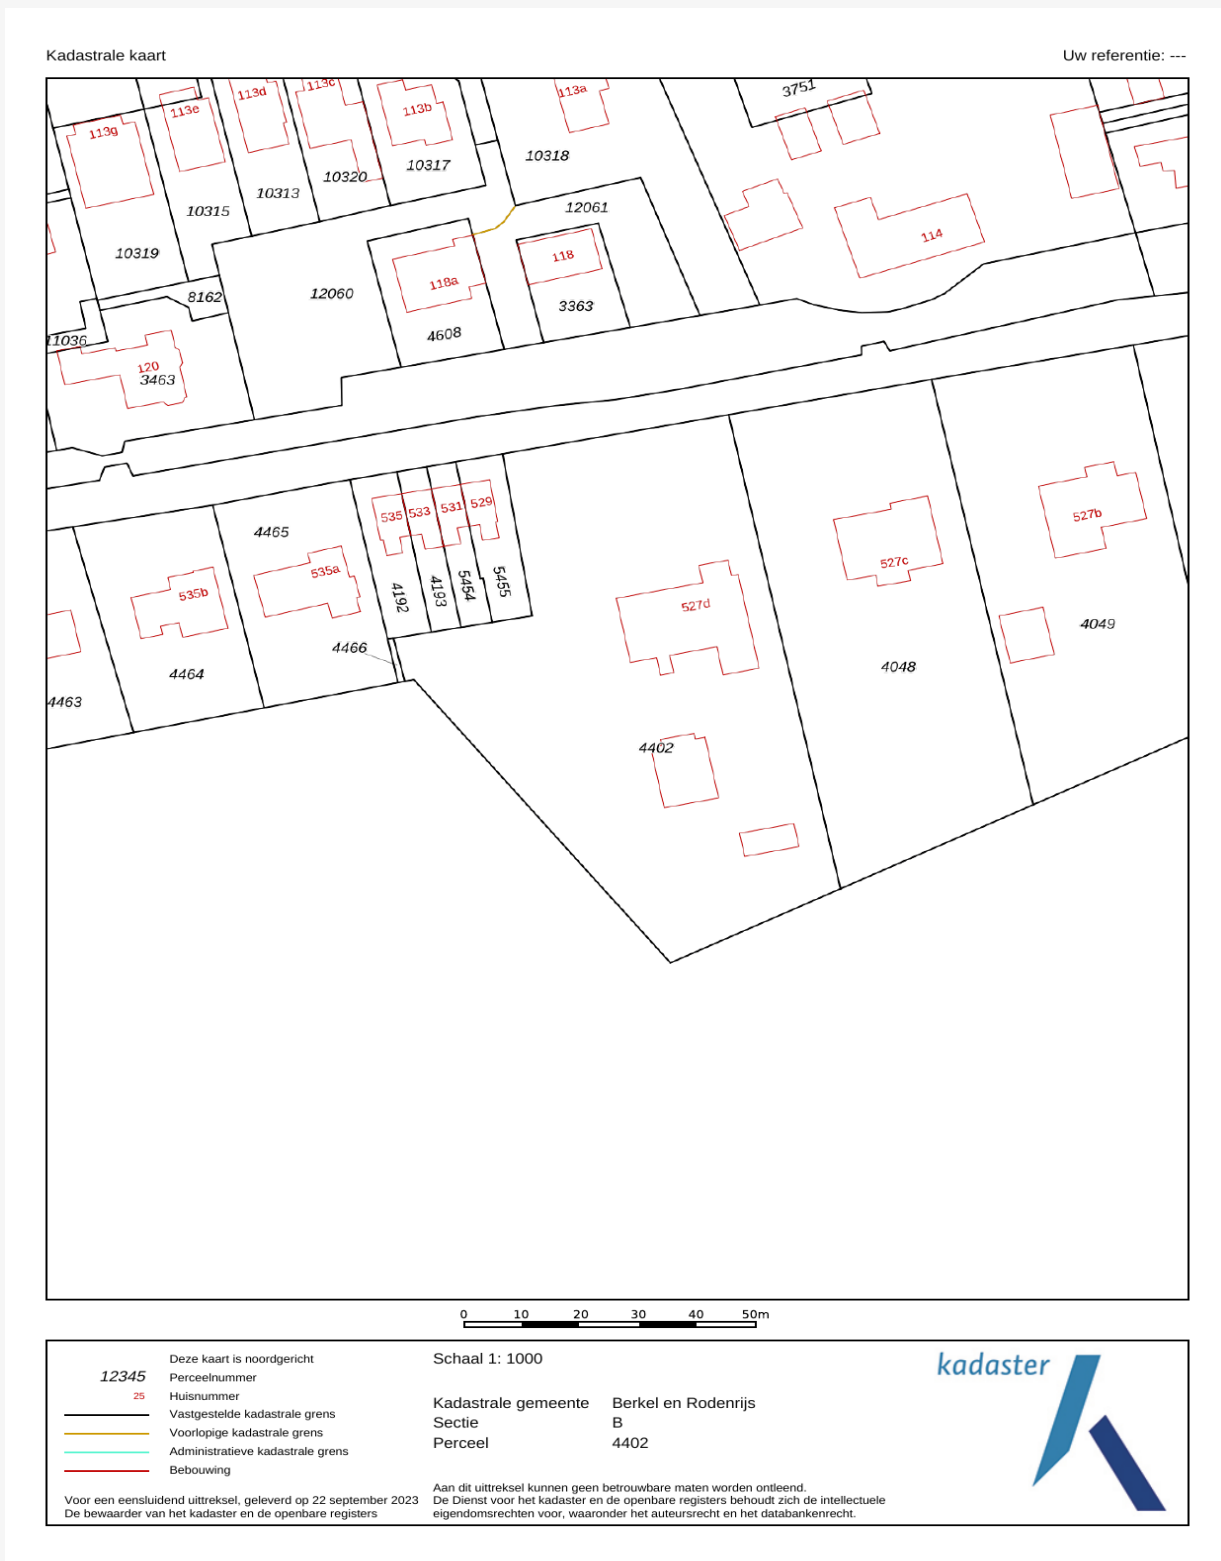 Kadastrale kaart
Uw referentie: ---
3751
113d
113c
113b
113a
113e
113g
10318
10317
10320
10313
10315
12061
114
10319
118
118a
12060
8162
3363
4608
11036
120
3463
535
533
531
529
527b
4465
527c
535a
535b
4192
4193
5454
5455
527d
4049
4466
4048
4464
4463
4402
0 10 20 30 40 50m
Deze kaart is noordgericht
12345 Perceelnummer
25 Huisnummer
Vastgestelde kadastrale grens
Voorlopige kadastrale grens
Administratieve kadastrale grens
Bebouwing
Voor een eensluidend uittreksel, geleverd op 22 september 2023
De bewaarder van het kadaster en de openbare registers
Schaal 1: 1000
Kadastrale gemeente Berkel en Rodenrijs
Sectie B
Perceel 4402
Aan dit uittreksel kunnen geen betrouwbare maten worden ontleend.
De Dienst voor het kadaster en de openbare registers behoudt zich de intellectuele
eigendomsrechten voor, waaronder het auteursrecht en het databankenrecht.
kadaster